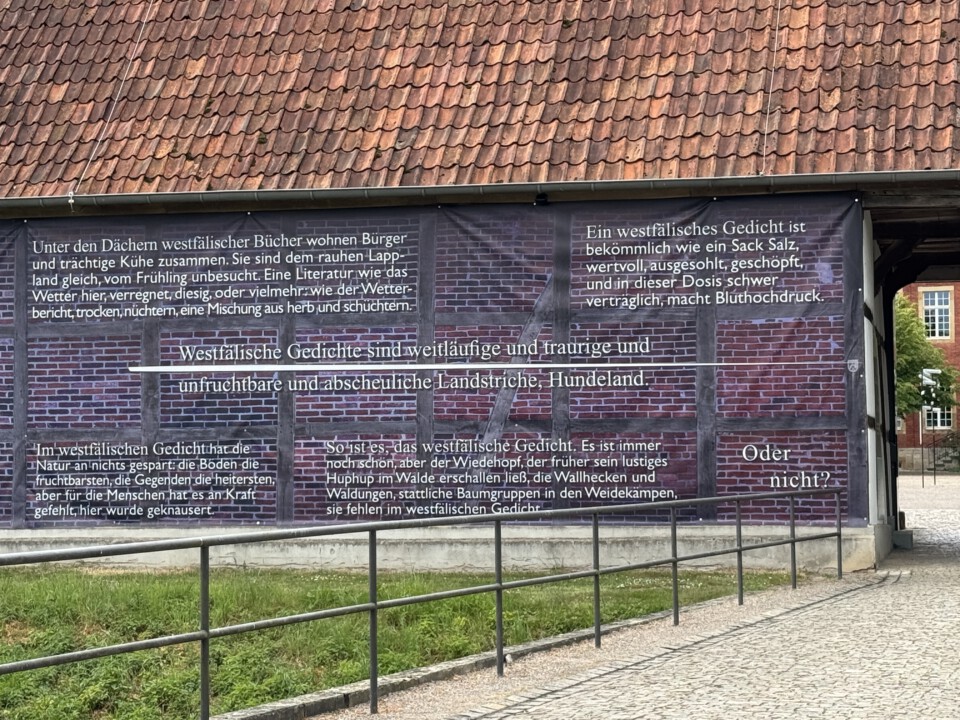 Unter den Dächern westfälischer Bücher wohnen Bürger
und trächtige Kühe zusammen. Sie sind dem rauhen Lapp-
land gleich, vom Frühling unbesucht. Eine Literatur wie das
Wetter hier, verregnet, diesig, oder vielmehr: wie der Wetter-
bericht, trocken, nüchtern, eine Mischung aus herb und schüchtern.
Ein westfälisches Gedicht ist
bekömmlich wie ein Sack Salz,
wertvoll, ausgesohlt, geschöpft,
und in dieser Dosis schwer
verträglich, macht Bluthochdruck.
Westfälische Gedichte sind weitläufige und traurige und
unfruchtbare und abscheuliche Landstriche, Hundeland.
Im westfälischen Gedicht hat die
Natur an nichts gespart: die Böden die
fruchtbarsten, die Gegenden die heitersten,
aber für die Menschen hat es an Kraft
gefehlt, hier wurde geknausert.
So ist es, das westfälische Gedicht. Es ist immer
noch schön, aber der Wiedehopf, der früher sein lustiges
Huphup im Walde erschallen ließ, die Wallhecken und
Waldungen, stattliche Baumgruppen in den Weidekämpen,
sie fehlen im westfälischen Gedicht.
Oder
nicht?